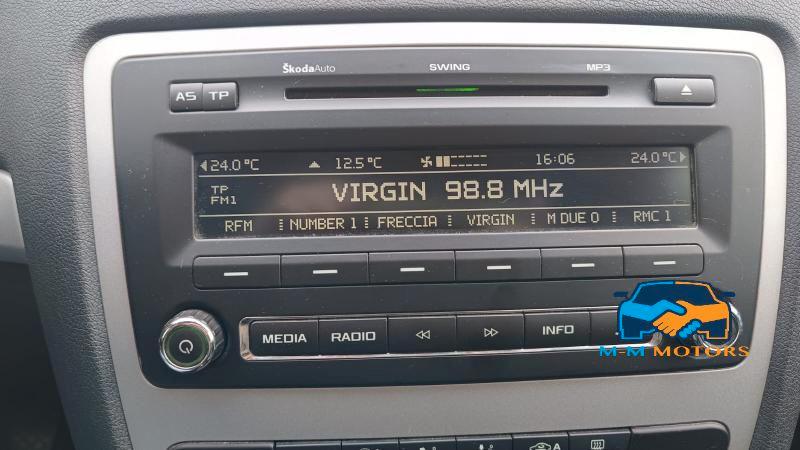 ŠkodaAuto SWING MP3
AS TP
24.0 °C 12.5 °C 16:06 24.0 °C
TP
FM1
VIRGIN 98.8 MHz
RFM NUMBER 1 FRECCIA VIRGIN M DUE O RMC 1
MEDIA RADIO INFO
M-M MOTORS
A